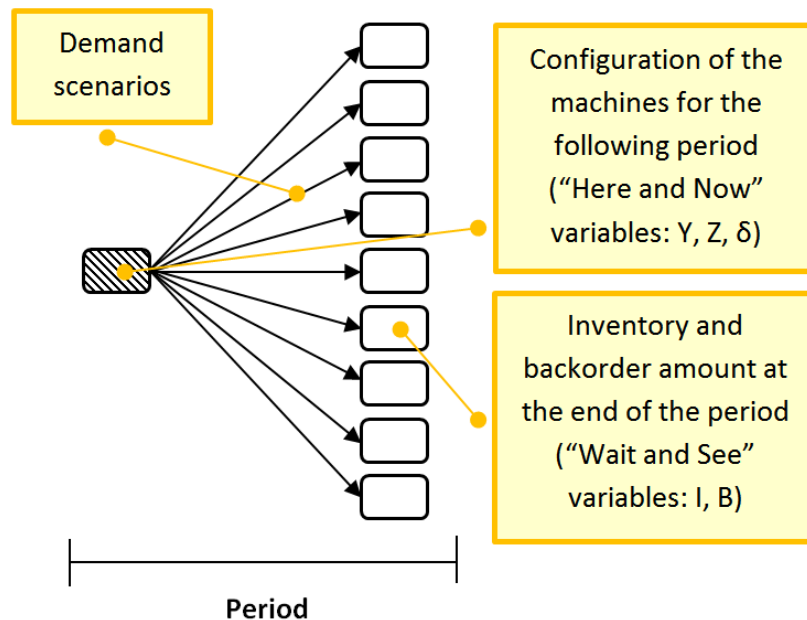 Demand
scenarios
Configuration of the
machines for the
following period
(“Here and Now”
variables: Y, Z, δ)
Inventory and
backorder amount at
the end of the period
(“Wait and See”
variables: I, B)
Period